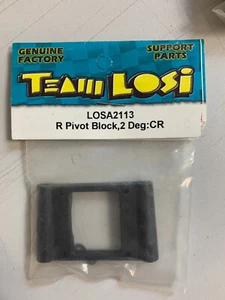 GENUINE FACTORY
SUPPORT PARTS
TEAM LOSI
LOSA2113
R Pivot Block,2 Deg:CR